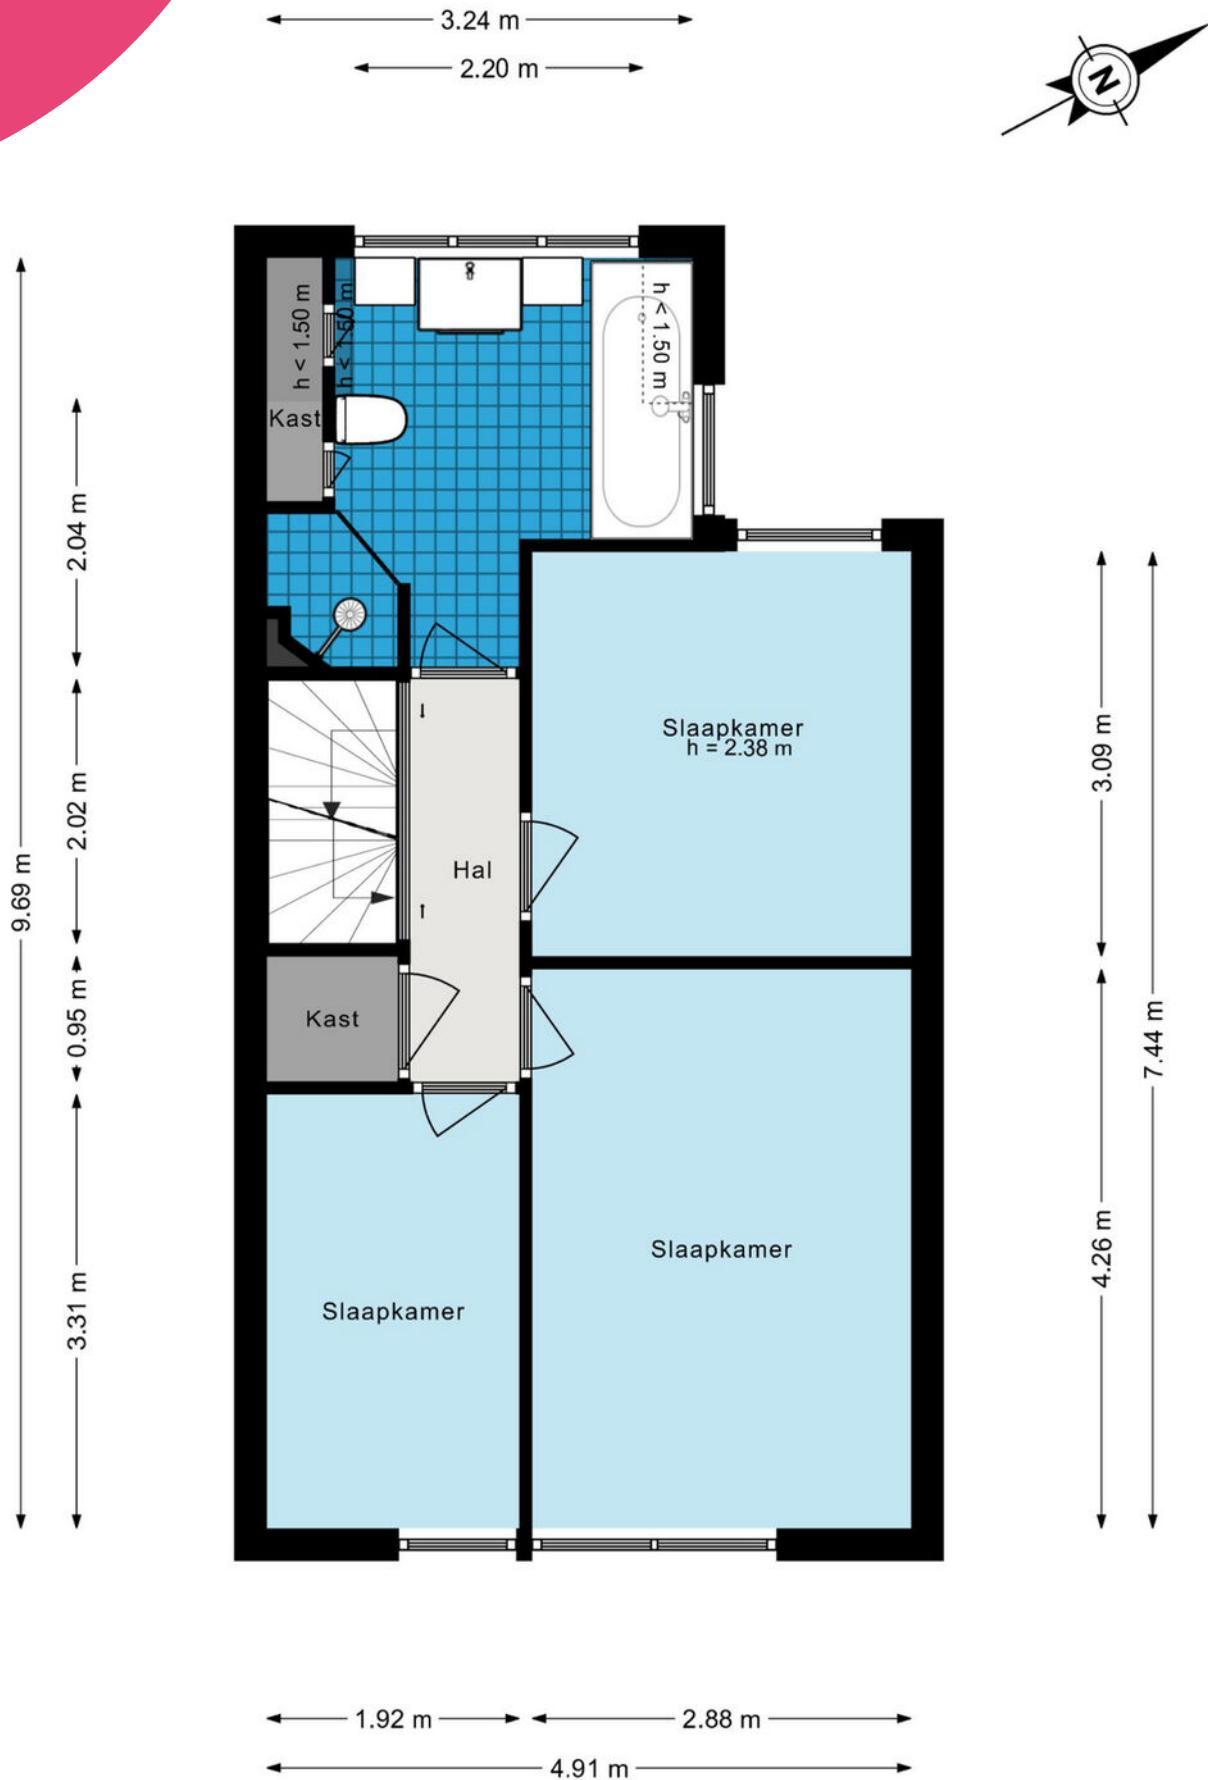 3.24 m
2.20 m
N
h < 1.50 m
h < 1.50 m
h < 1.50 m
Kast
2.04 m
Slaapkamer
h = 2.38 m
3.09 m
2.02 m
Hal
9.69 m
Kast
0.95 m
7.44 m
Slaapkamer
4.26 m
Slaapkamer
3.31 m
1.92 m
2.88 m
4.91 m